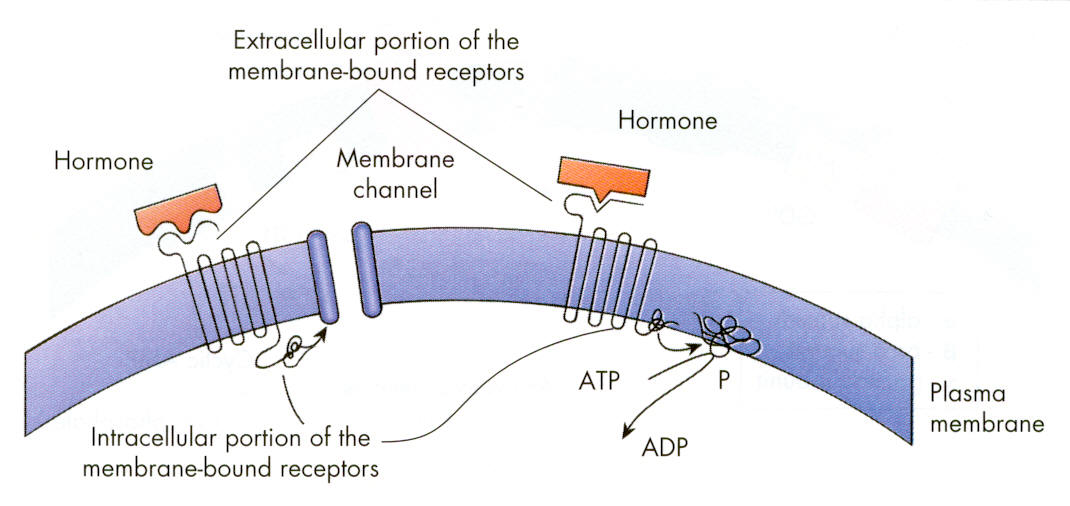 Extracellular portion of the
membrane-bound receptors
Hormone
Hormone
Membrane
channel
ATP
P
ADP
Plasma
membrane
Intracellular portion of the
membrane-bound receptors